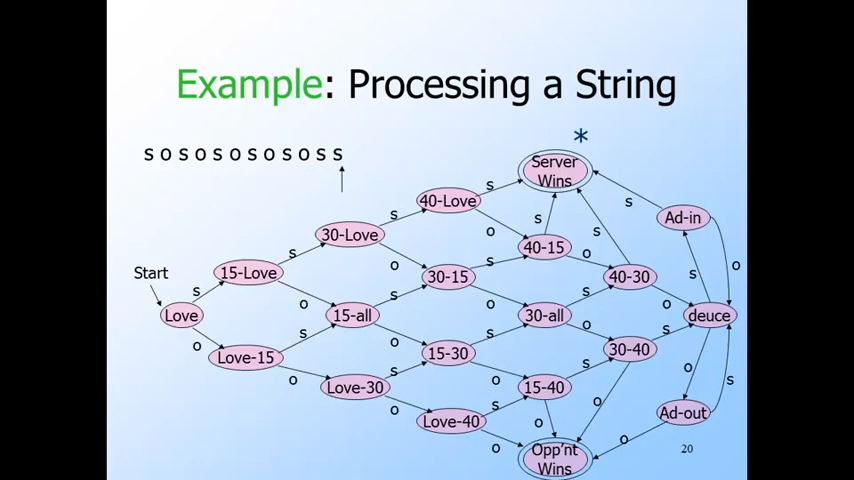 Example: Processing a String
s o s o s o s o s o s s
*
Server
Wins
s
40-Love
s
s
Ad-in
30-Love
o
s
s
40-15
s
o
o
Start
15-Love
s
o
30-15
s
o
40-30
s
o
s
o
s
o
s
o
Love
15-all
30-all
deuce
o
s
o
s
o
s
Love-15
15-30
30-40
o
s
o
s
o
s
Love-30
15-40
o
s
o
o
Ad-out
Love-40
o
o
o
Opp'nt
Wins
20